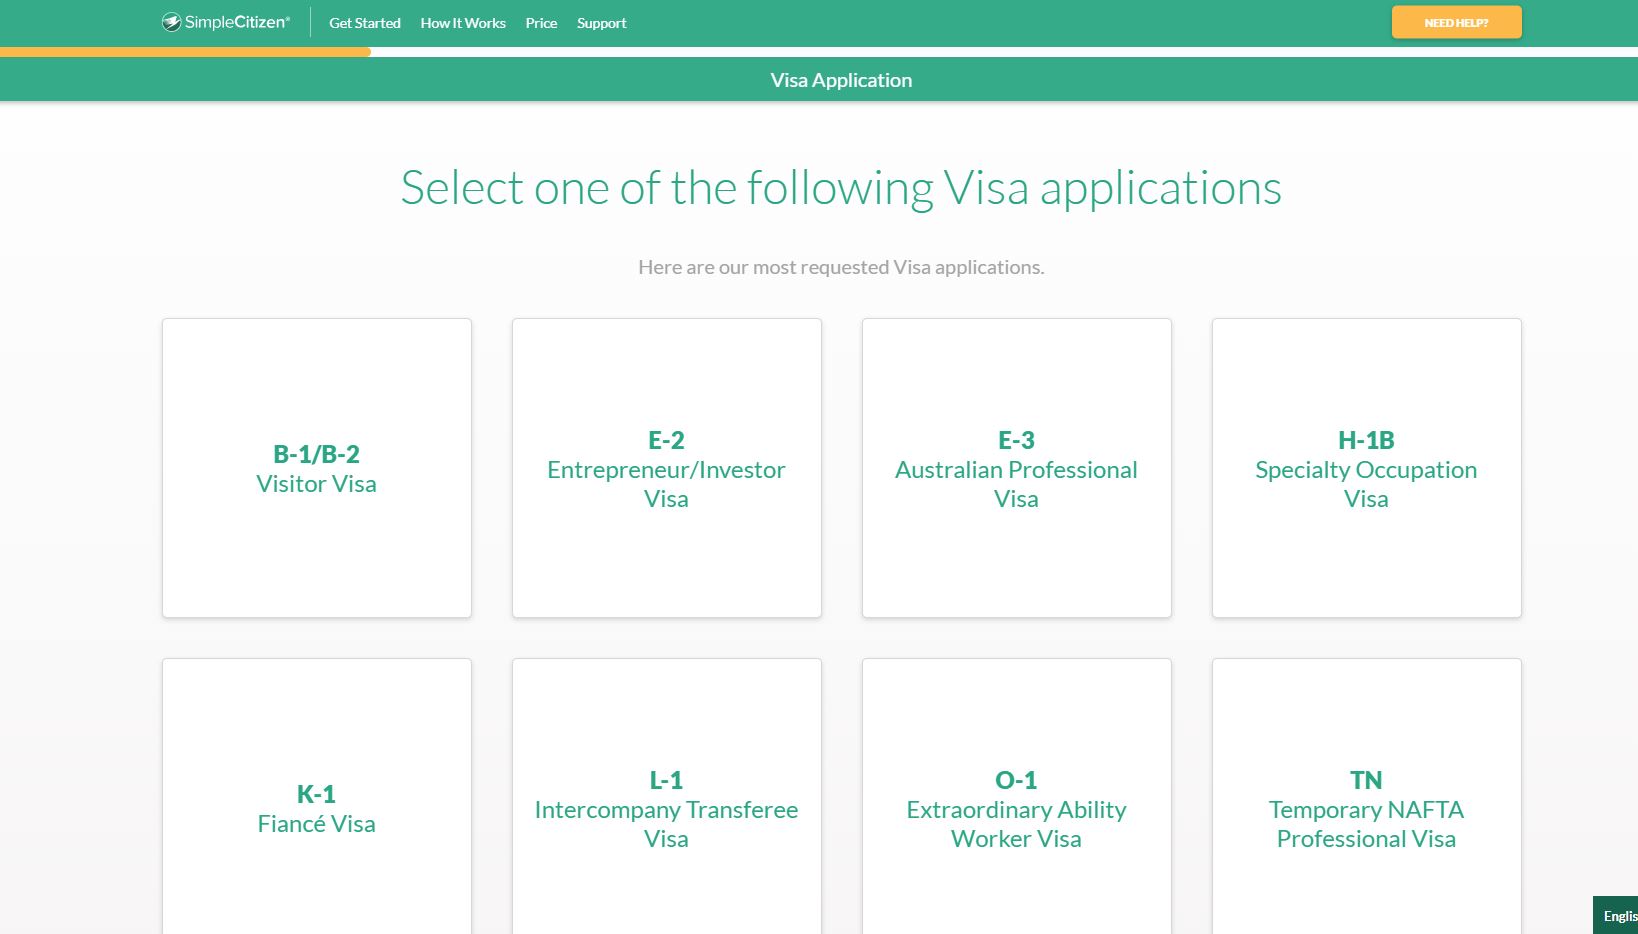 SimpleCitizen®
Get Started
How It Works
Price
Support
NEED HELP?
Visa Application
Select one of the following Visa applications
Here are our most requested Visa applications.
B-1/B-2
Visitor Visa
E-2
Entrepreneur/Investor
Visa
E-3
Australian Professional
Visa
H-1B
Specialty Occupation
Visa
K-1
Fiancé Visa
L-1
Intercompany Transferee
Visa
O-1
Extraordinary Ability
Worker Visa
TN
Temporary NAFTA
Professional Visa
Englis